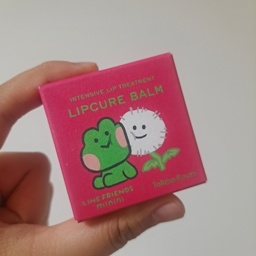 INTENSIVE LIP TREATMENT
LIPCURE BALM
LINE FRIENDS
minini